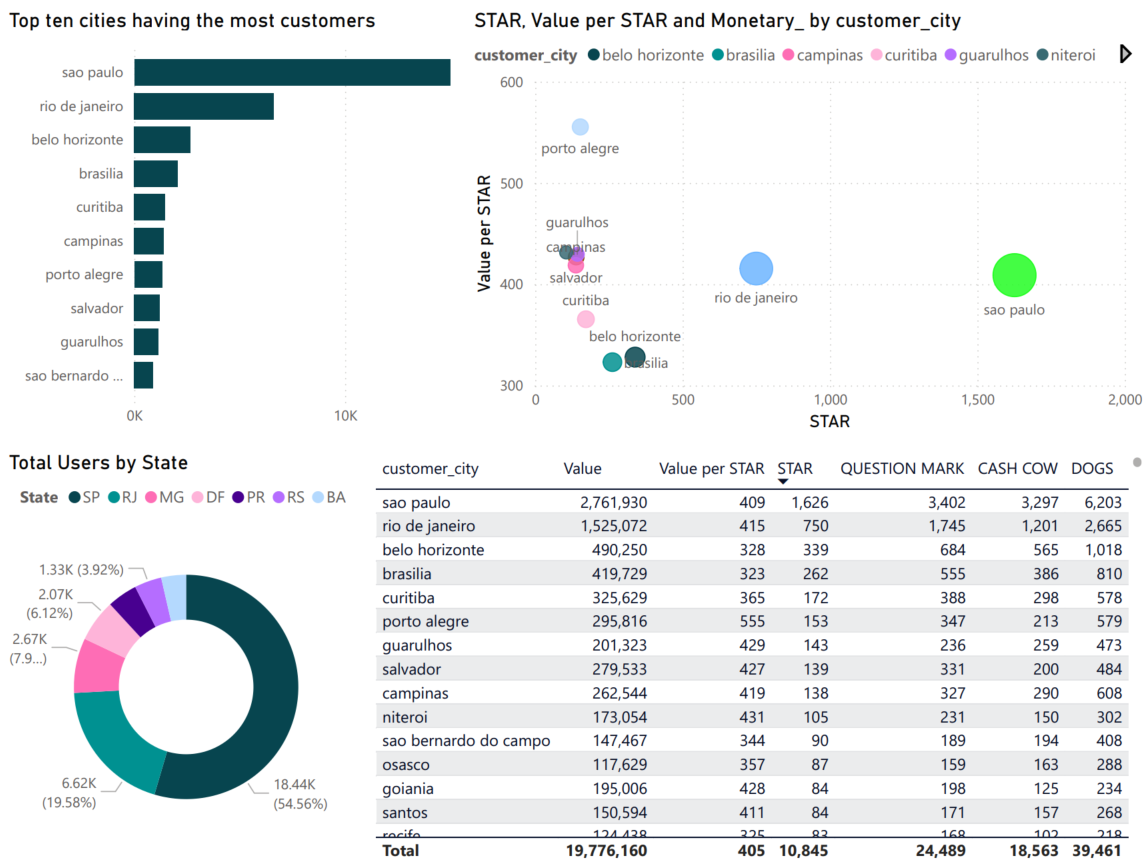 Top ten cities having the most customers
sao paulo
rio de janeiro
belo horizonte
brasilia
curitiba
campinas
porto alegre
salvador
guarulhos
sao bernardo ...
0K 10K
STAR, Value per STAR and Monetary_ by customer_city
customer_city belo horizonte brasilia campinas curitiba guarulhos niteroi
Value per STAR
600
500
400
300
porto alegre
guarulhos
campinas
salvador
curitiba
belo horizonte
brasilia
rio de janeiro
sao paulo
0 500 1,000 1,500 2,000
STAR
Total Users by State
State SP RJ MG DF PR RS BA
1.33K (3.92%)
2.07K
(6.12%)
2.67K
(7.9...)
6.62K
(19.58%)
18.44K
(54.56%)
customer_city Value Value per STAR STAR QUESTION MARK CASH COW DOGS
sao paulo 2,761,930 409 1,626 3,402 3,297 6,203
rio de janeiro 1,525,072 415 750 1,745 1,201 2,665
belo horizonte 490,250 328 339 684 565 1,018
brasilia 419,729 323 262 555 386 810
curitiba 325,629 365 172 388 298 578
porto alegre 295,816 555 153 347 213 579
guarulhos 201,323 429 143 236 259 473
salvador 279,533 427 139 331 200 484
campinas 262,544 419 138 327 290 608
niteroi 173,054 431 105 231 150 302
sao bernardo do campo 147,467 344 90 189 194 408
osasco 117,629 357 87 159 163 288
goiania 195,006 428 84 198 125 234
santos 150,594 411 84 171 157 268
recife 124,438 325 83 168 102 218
Total 19,776,160 405 10,845 24,489 18,563 39,461